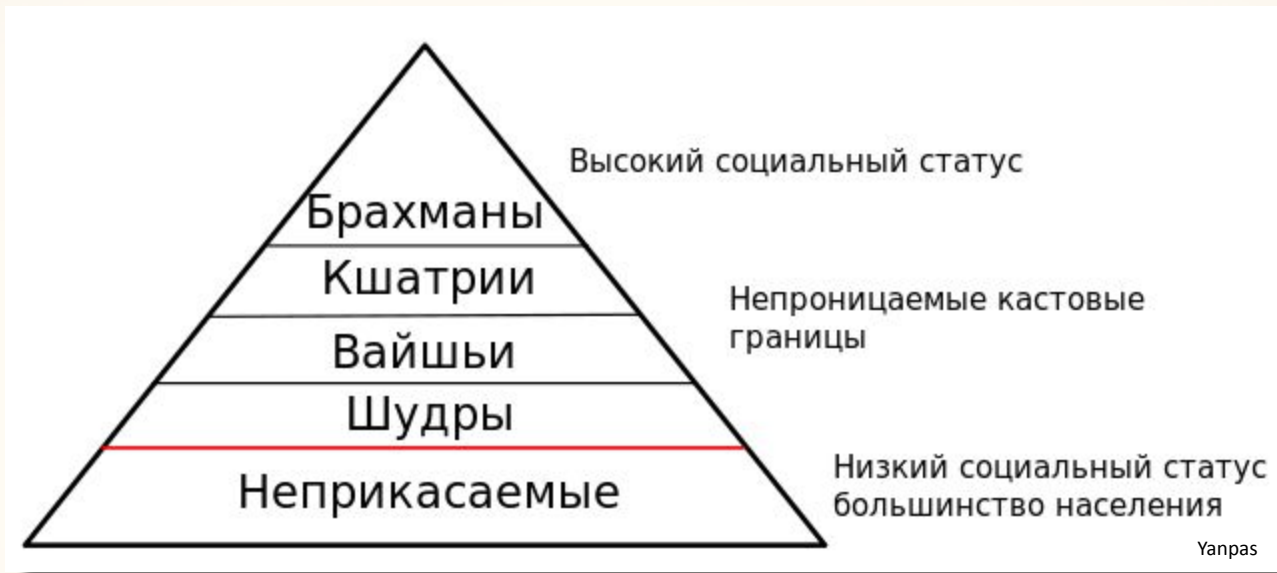 Высокий социальный статус
Брахманы
Кшатрии
Непроницаемые кастовые
границы
Вайшьи
Шудры
Низкий социальный статус
большинство населения
Неприкасаемые
Yanpas